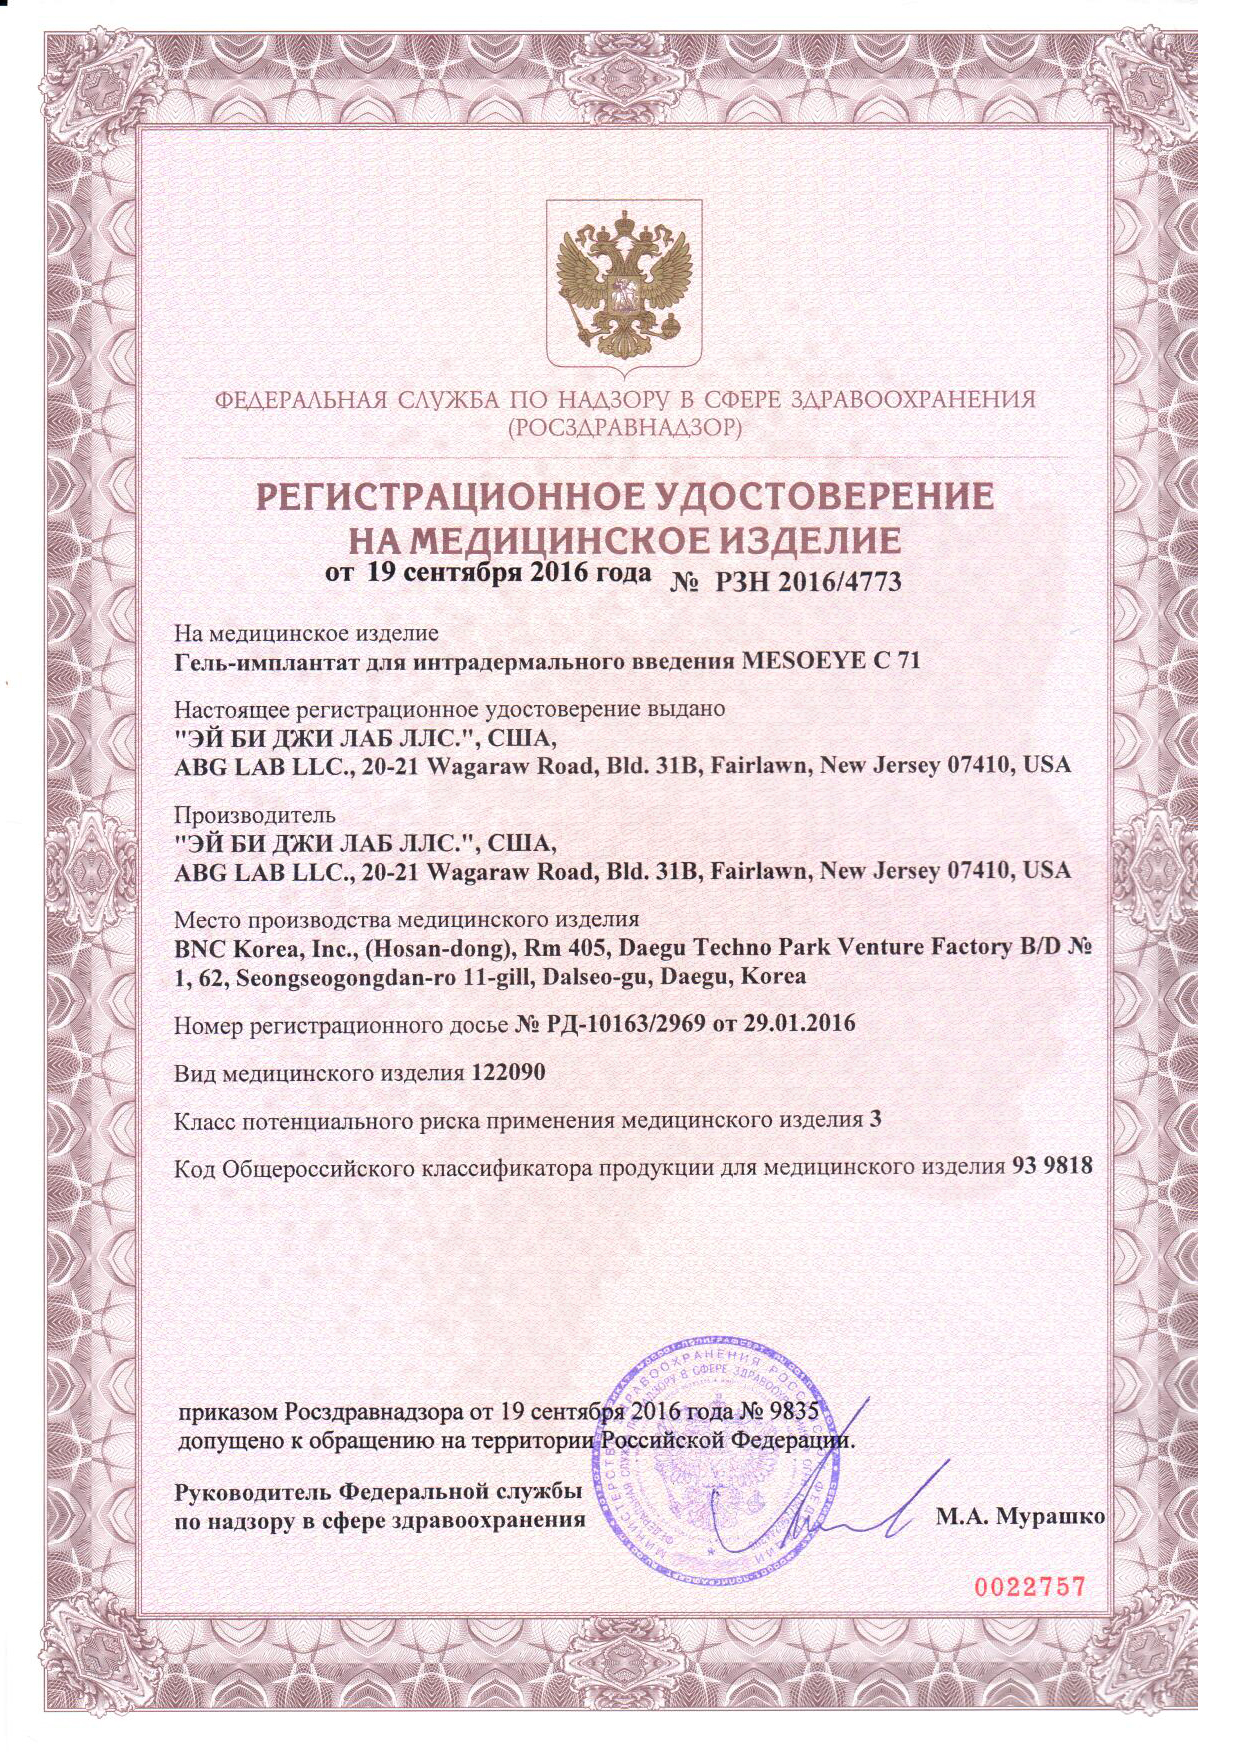 ФЕДЕРАЛЬНАЯ СЛУЖБА ПО НАДЗОРУ В СФЕРЕ ЗДРАВООХРАНЕНИЯ
(РОСЗДРАВНАДЗОР)
РЕГИСТРАЦИОННОЕ УДОСТОВЕРЕНИЕ
НА МЕДИЦИНСКОЕ ИЗДЕЛИЕ
от 19 сентября 2016 года № РЗН 2016/4773
На медицинское изделие
Гель-имплантат для интрадермального введения MESOEYE C 71
Настоящее регистрационное удостоверение выдано
"ЭЙ БИ ДЖИ ЛАБ ЛЛС.", США,
ABG LAB LLC., 20-21 Wagaraw Road, Bld. 31B, Fairlawn, New Jersey 07410, USA
Производитель
"ЭЙ БИ ДЖИ ЛАБ ЛЛС.", США,
ABG LAB LLC., 20-21 Wagaraw Road, Bld. 31B, Fairlawn, New Jersey 07410, USA
Место производства медицинского изделия
BNC Korea, Inc., (Hosan-dong), Rm 405, Daegu Techno Park Venture Factory B/D №
1, 62, Seongseogongdan-ro 11-gill, Dalseo-gu, Daegu, Korea
Номер регистрационного досье № РД-10163/2969 от 29.01.2016
Вид медицинского изделия 122090
Класс потенциального риска применения медицинского изделия 3
Код Общероссийского классификатора продукции для медицинского изделия 93 9818
приказом Росздравнадзора от 19 сентября 2016 года № 9835
допущено к обращению на территории Российской Федерации.
Руководитель Федеральной службы
по надзору в сфере здравоохранения
М.А. Мурашко
0022757